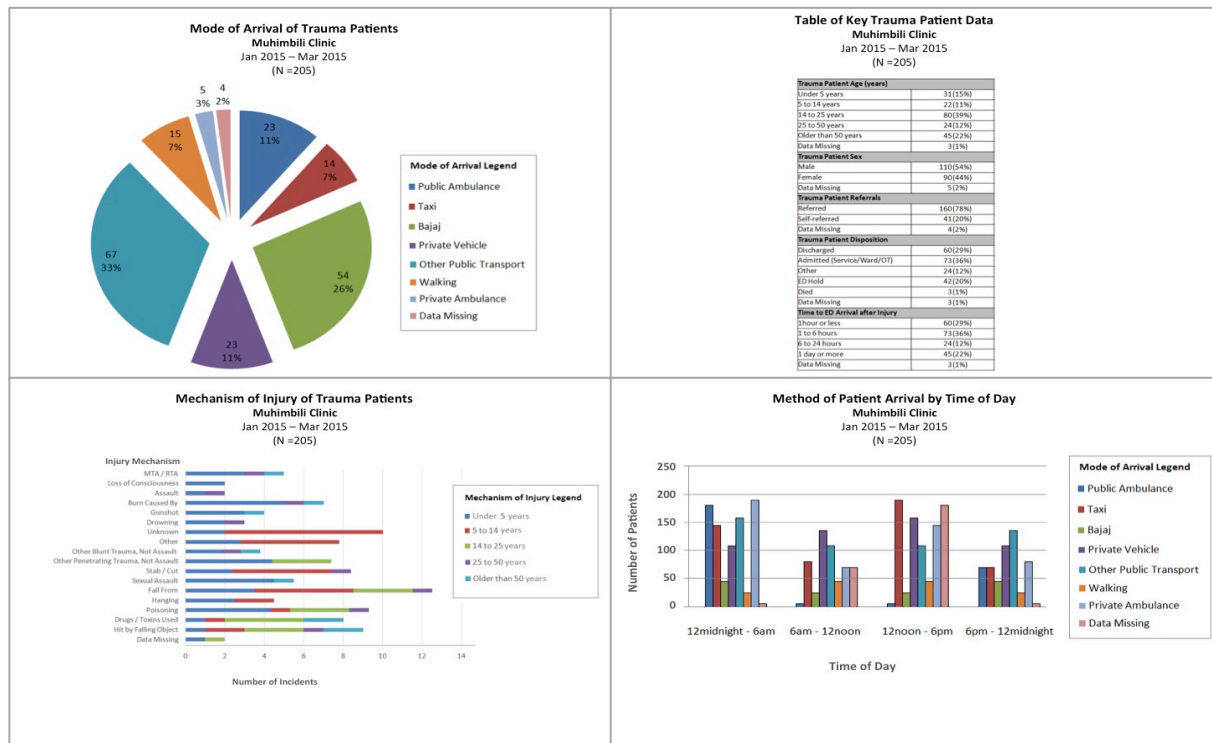 Mode of Arrival of Trauma Patients
Muhimbili Clinic
Jan 2015 – Mar 2015
(N =205)
5
3%
4
2%
15
7%
23
11%
14
7%
67
33%
54
26%
23
11%
Mode of Arrival Legend
Public Ambulance
Taxi
Bajaj
Private Vehicle
Other Public Transport
Walking
Private Ambulance
Data Missing
Table of Key Trauma Patient Data
Muhimbili Clinic
Jan 2015 – Mar 2015
(N =205)
Trauma Patient Age (years)
Under 5 years 31(15%)
5 to 14 years 22(11%)
14 to 25 years 80(39%)
25 to 50 years 24(12%)
Older than 50 years 45(22%)
Data Missing 3(1%)
Trauma Patient Sex
Male 110(54%)
Female 90(44%)
Data Missing 5(2%)
Trauma Patient Referrals
Referred 160(78%)
Self-referred 41(20%)
Data Missing 4(2%)
Trauma Patient Disposition
Discharged 60(29%)
Admitted (Service/Ward/OT) 73(36%)
Other 24(12%)
ED Hold 42(20%)
Died 3(1%)
Data Missing 3(1%)
Time to ED Arrival after Injury
1hour or less 60(29%)
1 to 6 hours 73(36%)
6 to 24 hours 24(12%)
1 day or more 45(22%)
Data Missing 3(1%)
Mechanism of Injury of Trauma Patients
Muhimbili Clinic
Jan 2015 – Mar 2015
(N =205)
Injury Mechanism
MTA / RTA
Loss of Consciousness
Assault
Burn Caused By
Gunshot
Drowning
Unknown
Other
Other Blunt Trauma, Not Assault
Other Penetrating Trauma, Not Assault
Stab / Cut
Sexual Assault
Fall From
Hanging
Poisoning
Drugs / Toxins Used
Hit by Falling Object
Data Missing
0 2 4 6 8 10 12 14
Number of Incidents
Mechanism of Injury Legend
Under 5 years
5 to 14 years
14 to 25 years
25 to 50 years
Older than 50 years
Method of Patient Arrival by Time of Day
Muhimbili Clinic
Jan 2015 – Mar 2015
(N =205)
Number of Patients
250
200
150
100
50
0
12midnight - 6am 6am - 12noon 12noon - 6pm 6pm - 12midnight
Time of Day
Mode of Arrival Legend
Public Ambulance
Taxi
Bajaj
Private Vehicle
Other Public Transport
Walking
Private Ambulance
Data Missing